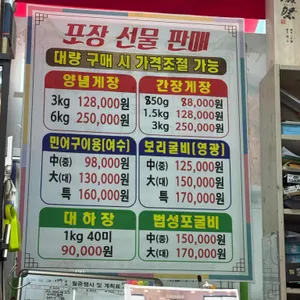 포장 선물 판매
대량 구매 시 가격조절 가능
양념게장
3kg 128,000원
6kg 250,000원
간장게장
850g 88,000원
1.5kg 128,000원
3kg 250,000원
민어구이용(여수)
中(중) 98,000원
大(대) 130,000원
특 160,000원
보리굴비(영광)
中(중) 125,000원
大(대) 150,000원
특 170,000원
대하장
1kg 40미
90,000원
법성포굴비
中(중) 150,000원
大(대) 170,000원